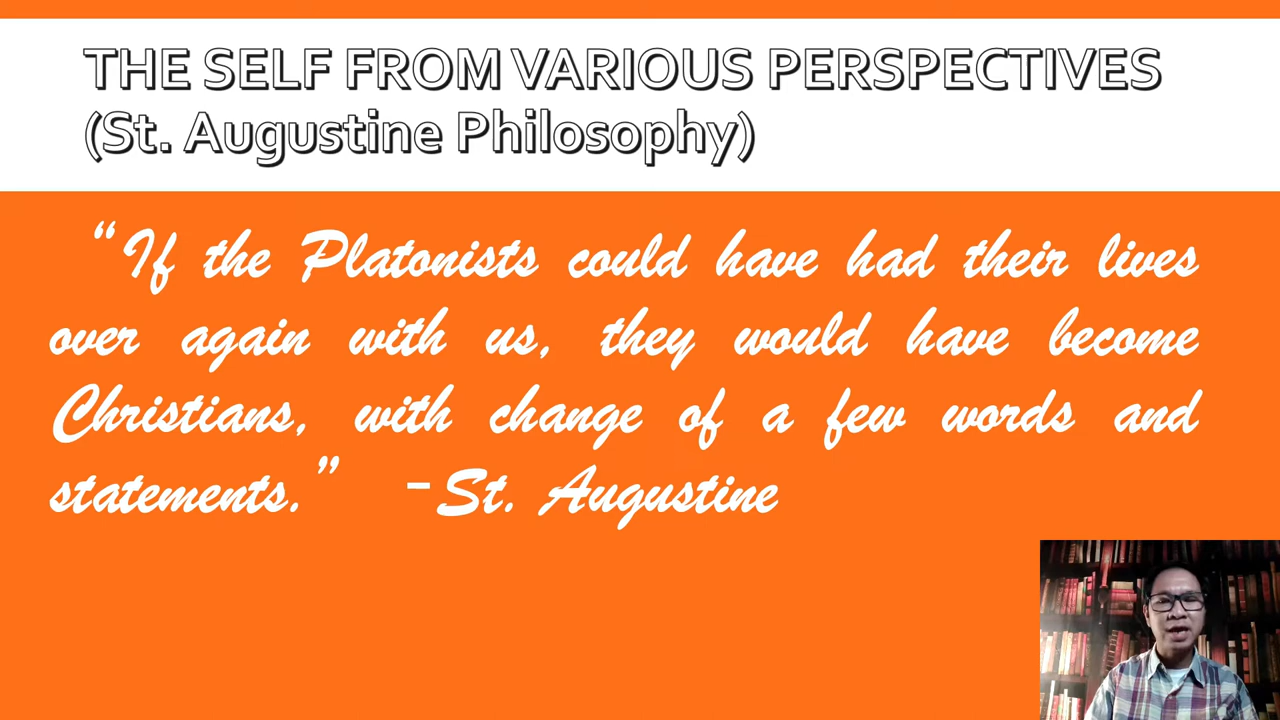 THE SELF FROM VARIOUS PERSPECTIVES
(St. Augustine Philosophy)
“If the Platonists could have had their lives
over again with us, they would have become
Christians, with change of a few words and
statements.” -St. Augustine